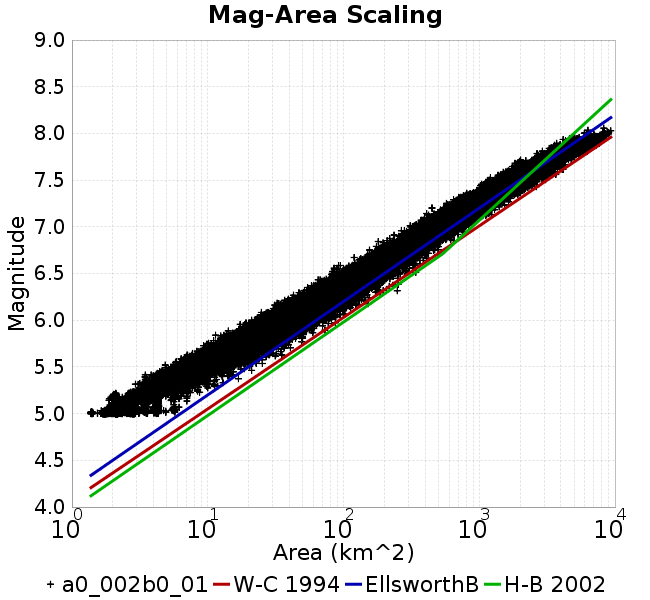 Mag-Area Scaling
9.0
8.5
8.0
7.5
7.0
6.5
6.0
5.5
5.0
4.5
4.0
Magnitude
10^0 10^1 10^2 10^3 10^4
Area (km^2)
+ a0_002b0_01 W-C 1994 EllsworthB H-B 2002